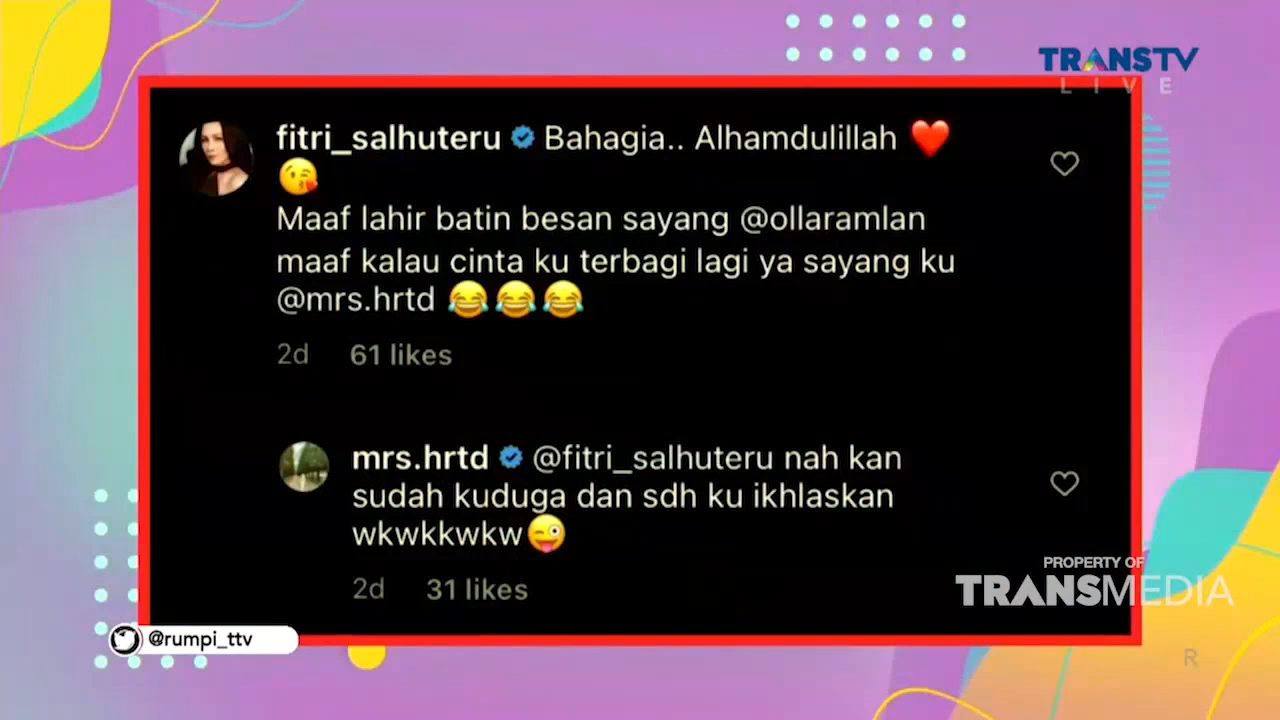 TRANSTV
LIVE
fitri_salhuteru Bahagia.. Alhamdulillah ❤️
😘
Maaf lahir batin besan sayang @ollaramlan
maaf kalau cinta ku terbagi lagi ya sayang ku
@mrs.hrtd 😂😂😂
2d 61 likes
mrs.hrtd @fitri_salhuteru nah kan
sudah kuduga dan sdh ku ikhlaskan
wkwkkwkw😜
2d 31 likes
PROPERTY OF
TRANSMEDIA
@rumpi_ttv
R